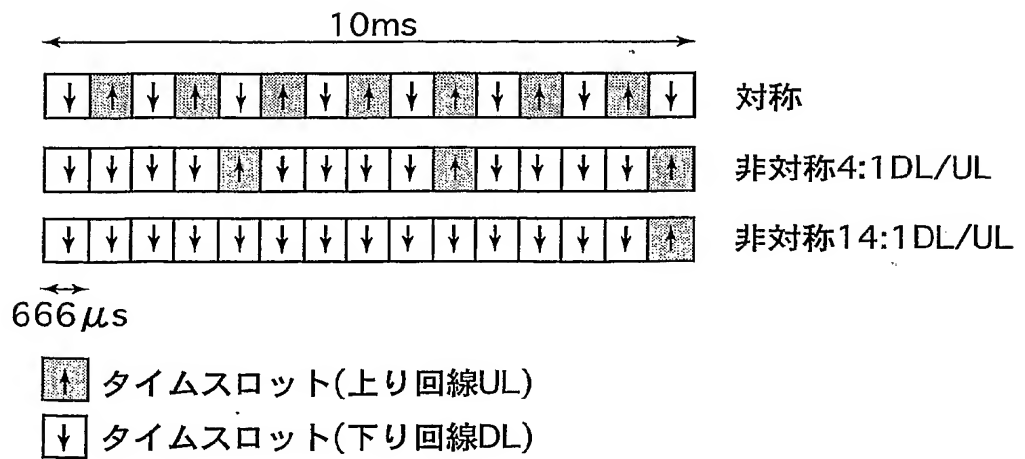 10ms
対称
非対称4:1DL/UL
非対称14:1DL/UL
666μs
タイムスロット(上り回線UL)
タイムスロット(下り回線DL)